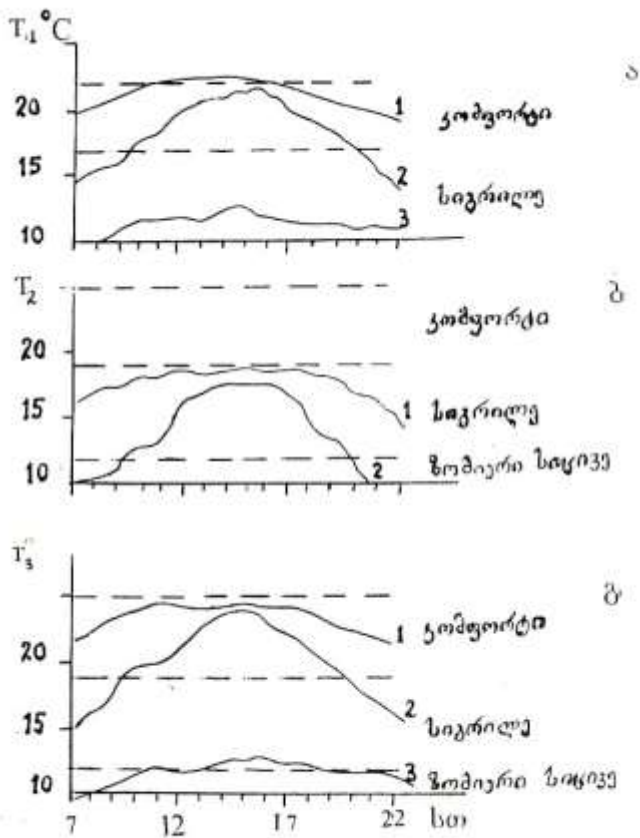 T₁ °C
ა
20
1 კომფორტი
15
2 სიგრილე
3
10
T₂
ბ
კომფორტი
20
15
1 სიგრილე
10
2 ზომიერი სიცივე
T₃
გ
1 კომფორტი
20
15
2 სიგრილე
3 ზომიერი სიცივე
10
7 12 17 22 სთ